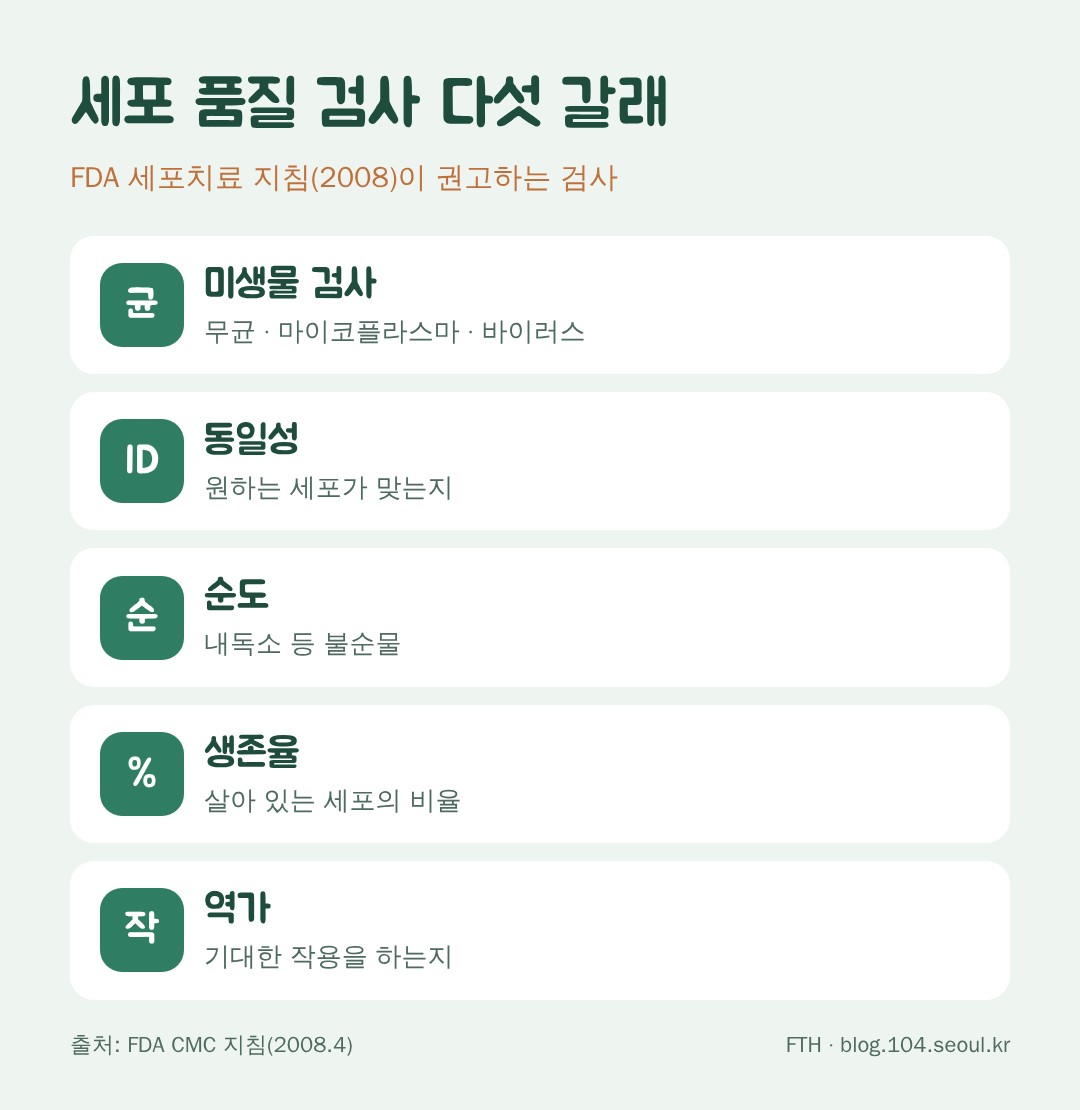 세포 품질 검사 다섯 갈래
FDA 세포치료 지침(2008)이 권고하는 검사
균
미생물 검사
무균 · 마이코플라스마 · 바이러스
ID
동일성
원하는 세포가 맞는지
순
순도
내독소 등 불순물
%
생존율
살아 있는 세포의 비율
작
역가
기대한 작용을 하는지
출처: FDA CMC 지침(2008.4)
FTH · blog.104.seoul.kr